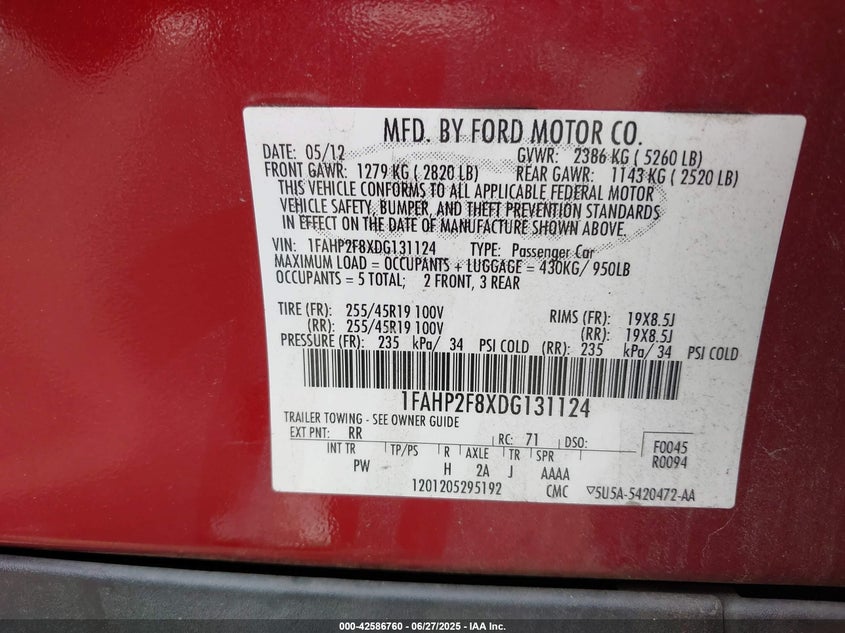 MFD. BY FORD MOTOR CO.
DATE: 05/12 GVWR: 2386 KG ( 5260 LB)
FRONT GAWR: 1279 KG ( 2820 LB) REAR GAWR: 1143 KG ( 2520 LB)
THIS VEHICLE CONFORMS TO ALL APPLICABLE FEDERAL MOTOR
VEHICLE SAFETY, BUMPER, AND THEFT PREVENTION STANDARDS
IN EFFECT ON THE DATE OF MANUFACTURE SHOWN ABOVE.
VIN: 1FAHP2F8XDG131124 TYPE: Passenger Car
MAXIMUM LOAD = OCCUPANTS + LUGGAGE = 430KG/ 950LB
OCCUPANTS = 5 TOTAL; 2 FRONT, 3 REAR
TIRE (FR): 255/45R19 100V RIMS (FR): 19X8.5J
(RR): 255/45R19 100V (RR): 19X8.5J
PRESSURE (FR): 235 kPa/ 34 PSI COLD (RR): 235 kPa/ 34 PSI COLD
1FAHP2F8XDG131124
TRAILER TOWING - SEE OWNER GUIDE
EXT PNT: RR RC: 71 DSO: F0045
INT TR TP/PS R AXLE TR SPR R0094
PW H 2A J AAAA
1201205295192 CMC ▽5U5A-5420472-AA
000-42586760 - 06/27/2025 - IAA Inc.